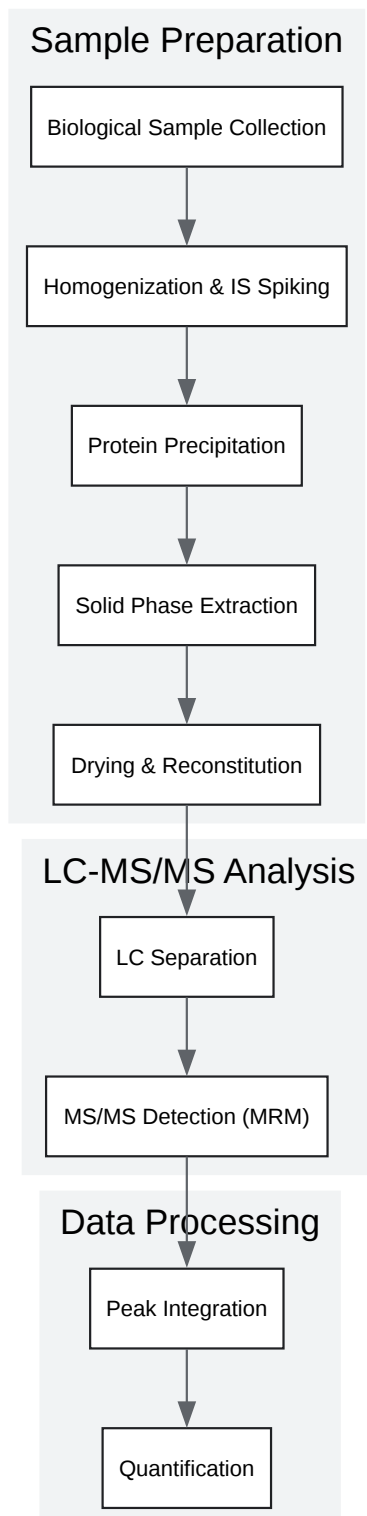 Sample Preparation
Biological Sample Collection
Homogenization & IS Spiking
Protein Precipitation
Solid Phase Extraction
Drying & Reconstitution
LC-MS/MS Analysis
LC Separation
MS/MS Detection (MRM)
Data Processing
Peak Integration
Quantification